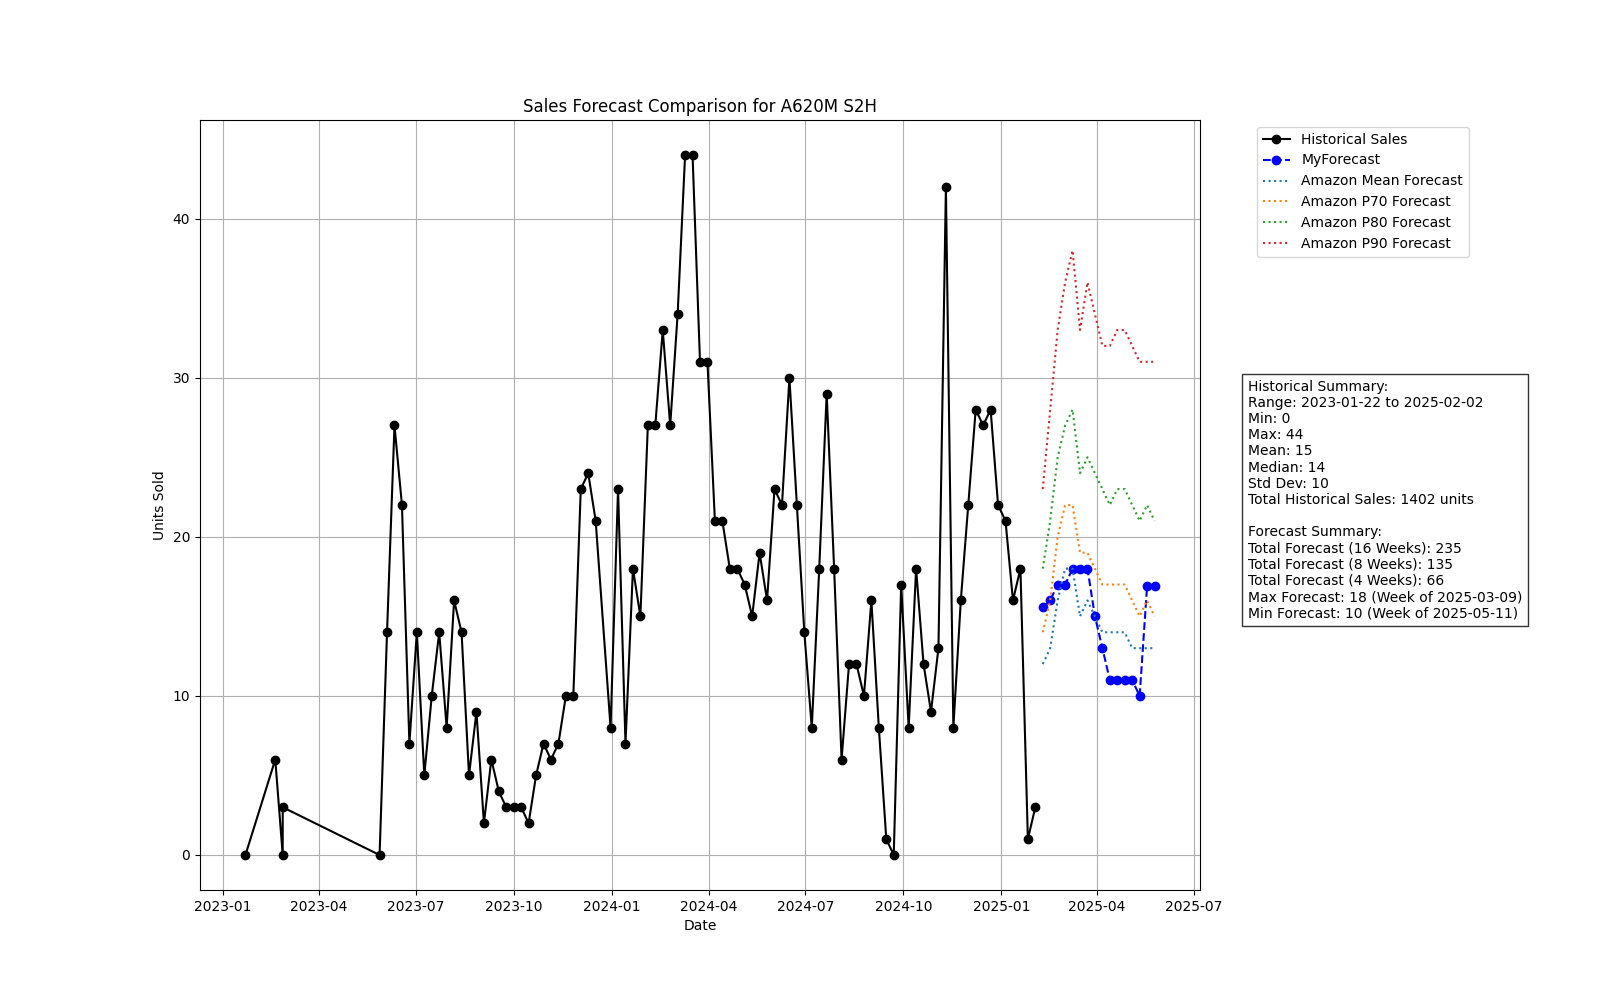 Sales Forecast Comparison for A620M S2H
Historical Sales
MyForecast
Amazon Mean Forecast
Amazon P70 Forecast
Amazon P80 Forecast
Amazon P90 Forecast
Units Sold
40
30
20
10
0
Historical Summary:
Range: 2023-01-22 to 2025-02-02
Min: 0
Max: 44
Mean: 15
Median: 14
Std Dev: 10
Total Historical Sales: 1402 units
Forecast Summary:
Total Forecast (16 Weeks): 235
Total Forecast (8 Weeks): 135
Total Forecast (4 Weeks): 66
Max Forecast: 18 (Week of 2025-03-09)
Min Forecast: 10 (Week of 2025-05-11)
2023-01 2023-04 2023-07 2023-10 2024-01 2024-04 2024-07 2024-10 2025-01 2025-04 2025-07
Date